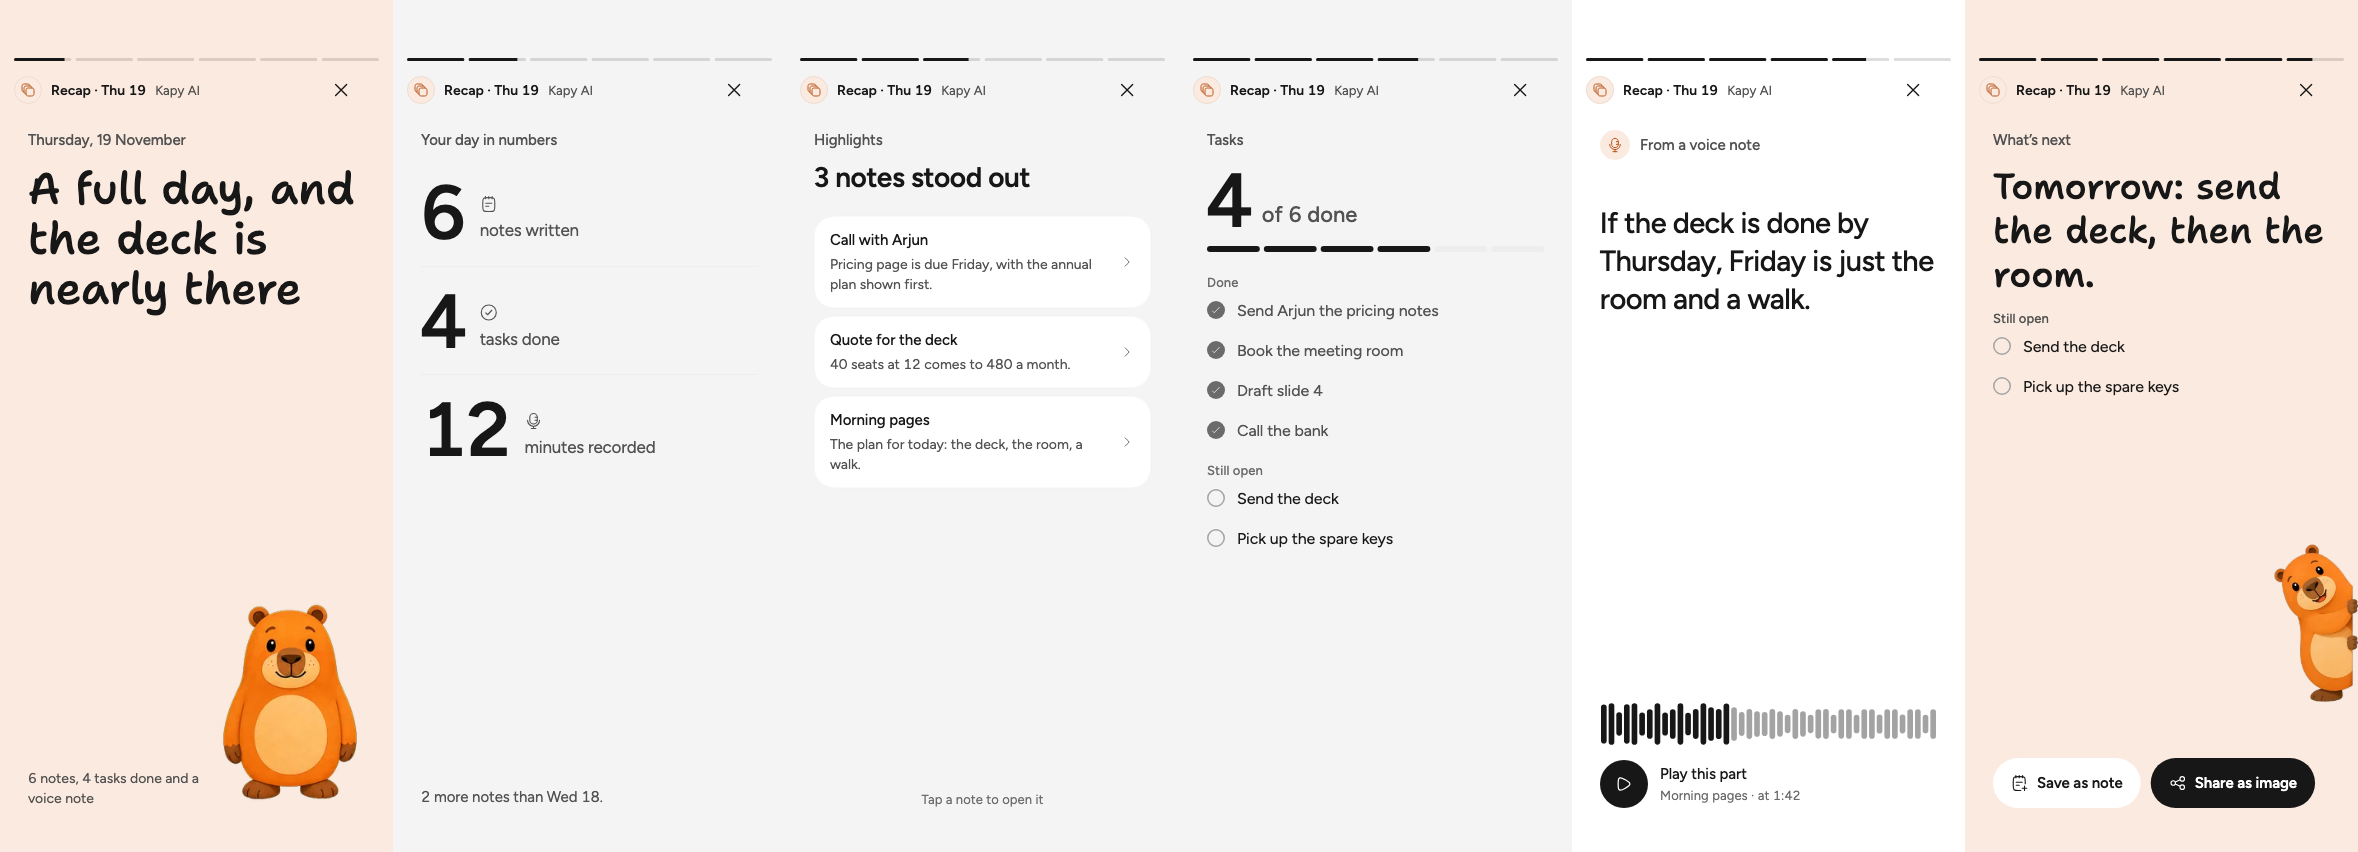 Recap · Thu 19 Kapy AI
Thursday, 19 November
A full day, and
the deck is
nearly there
6 notes, 4 tasks done and a
voice note
Recap · Thu 19 Kapy AI
Your day in numbers
6
notes written
4
tasks done
12
minutes recorded
2 more notes than Wed 18.
Recap · Thu 19 Kapy AI
Highlights
3 notes stood out
Call with Arjun
Pricing page is due Friday, with the annual
plan shown first.
Quote for the deck
40 seats at 12 comes to 480 a month.
Morning pages
The plan for today: the deck, the room, a
walk.
Tap a note to open it
Recap · Thu 19 Kapy AI
Tasks
4 of 6 done
Done
Send Arjun the pricing notes
Book the meeting room
Draft slide 4
Call the bank
Still open
Send the deck
Pick up the spare keys
Recap · Thu 19 Kapy AI
From a voice note
If the deck is done by
Thursday, Friday is just the
room and a walk.
Play this part
Morning pages · at 1:42
Recap · Thu 19 Kapy AI
What's next
Tomorrow: send
the deck, then the
room.
Still open
Send the deck
Pick up the spare keys
Save as note
Share as image